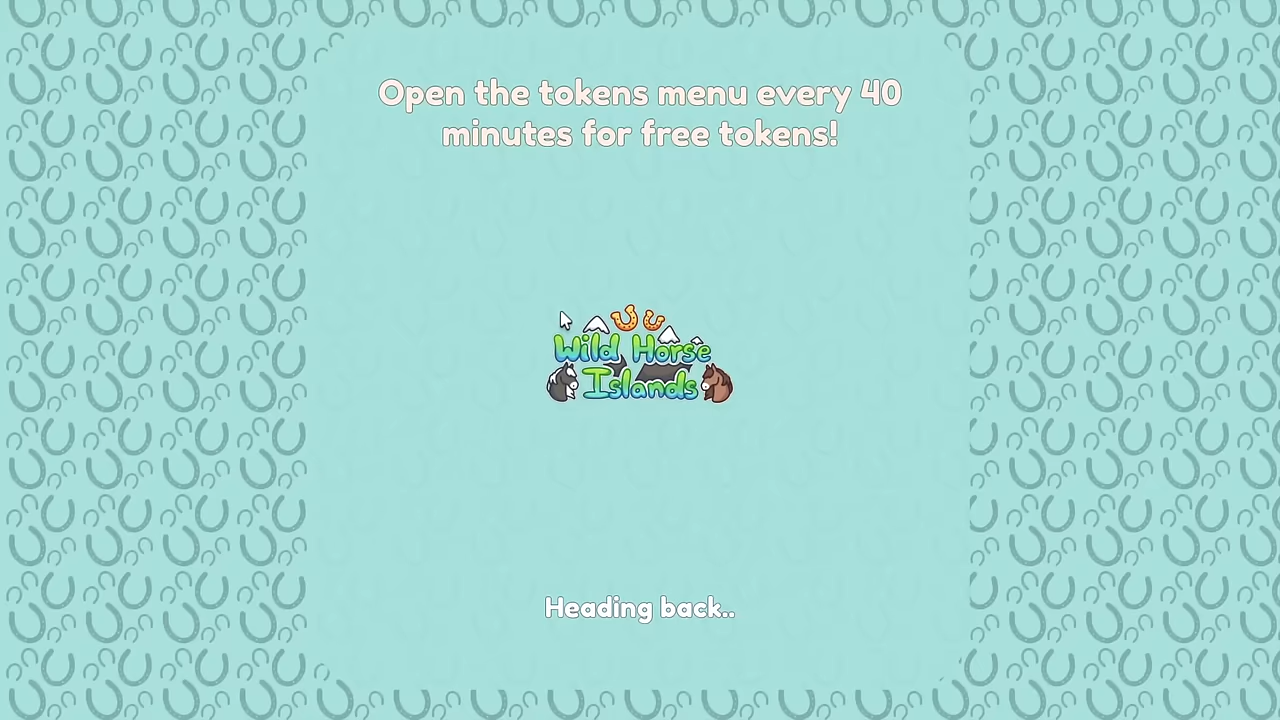 Open the tokens menu every 40
minutes for free tokens!
Wild Horse
Islands
Heading back..